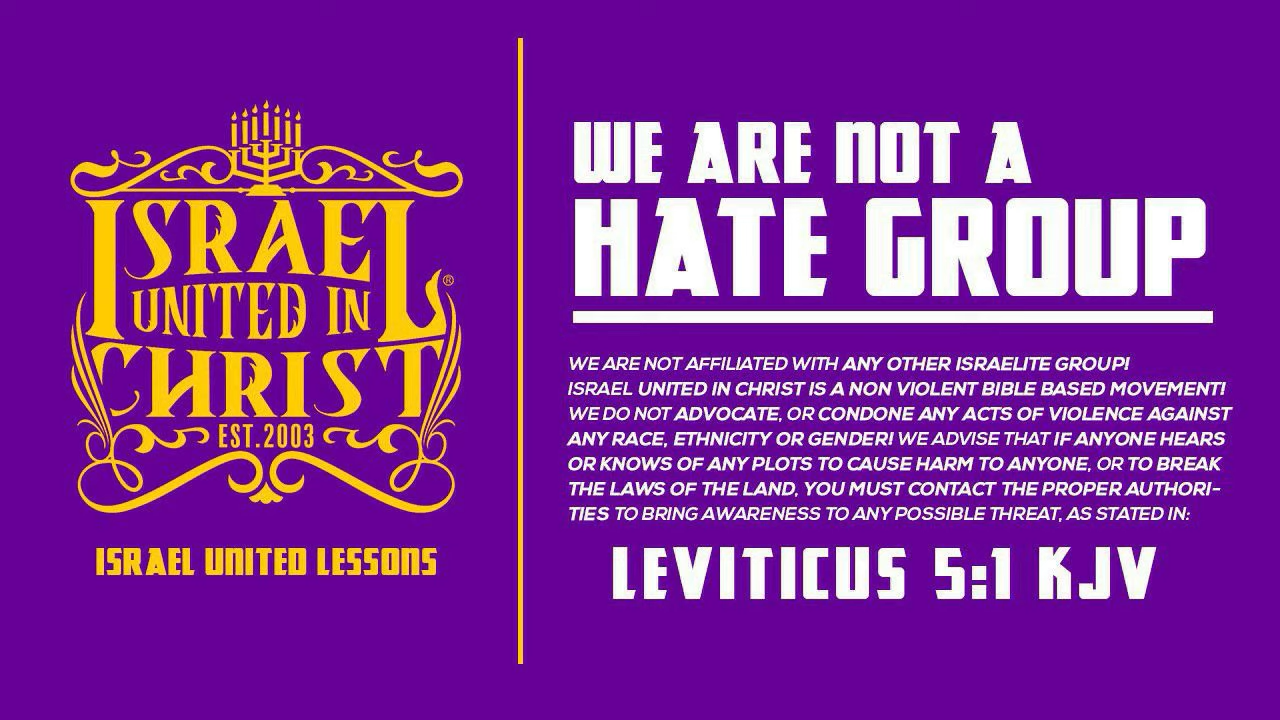 ISRAEL
UNITED IN
CHRIST
®
EST.2003
ISRAEL UNITED LESSONS
WE ARE NOT A
HATE GROUP
WE ARE NOT AFFILIATED WITH ANY OTHER ISRAELITE GROUP!
ISRAEL UNITED IN CHRIST IS A NON VIOLENT BIBLE BASED MOVEMENT!
WE DO NOT ADVOCATE, OR CONDONE ANY ACTS OF VIOLENCE AGAINST
ANY RACE, ETHNICITY OR GENDER! WE ADVISE THAT IF ANYONE HEARS
OR KNOWS OF ANY PLOTS TO CAUSE HARM TO ANYONE, OR TO BREAK
THE LAWS OF THE LAND, YOU MUST CONTACT THE PROPER AUTHORI-
TIES TO BRING AWARENESS TO ANY POSSIBLE THREAT, AS STATED IN:
LEVITICUS 5:1 KJV